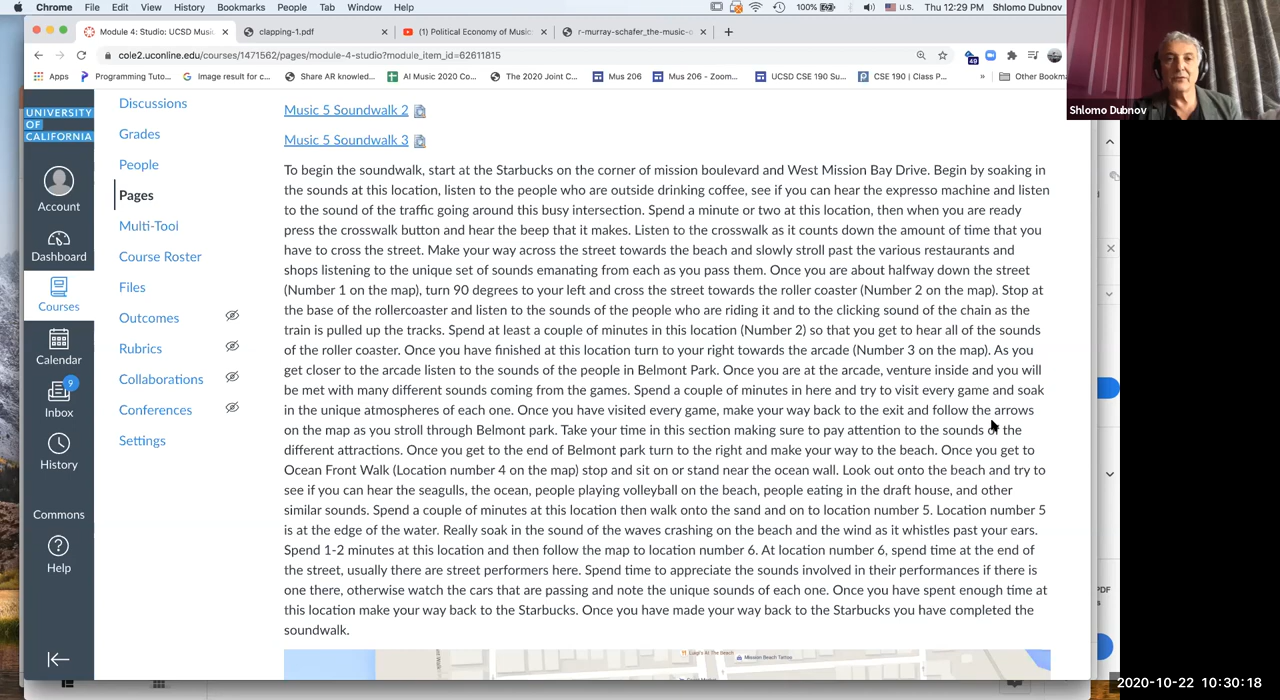 Chrome File Edit View History Bookmarks People Tab Window Help 100% U.S. Thu 12:29 PM Shlomo Dubnov
Module 4: Studio: UCSD Musi
clapping-1.pdf
(1) Political Economy of Music
r-murray-schafer_the-music-o
cole2.uconline.edu/courses/1471562/pages/module-4-studio?module_item_id=62611815
49
Apps Programming Tuto... Image result for c... Share AR knowled... AI Music 2020 Co... The 2020 Joint C... Mus 206 Mus 206 - Zoom... UCSD CSE 190 Su... CSE 190 | Class P... » Other Bookma
Shlomo Dubnov
UNIVERSITY
OF
CALIFORNIA
Account
Dashboard
Courses
Calendar
9
Inbox
History
Commons
Help
Discussions
Grades
People
Pages
Multi-Tool
Course Roster
Files
Outcomes
Rubrics
Collaborations
Conferences
Settings
Music 5 Soundwalk 2
Music 5 Soundwalk 3
To begin the soundwalk, start at the Starbucks on the corner of mission boulevard and West Mission Bay Drive. Begin by soaking in
the sounds at this location, listen to the people who are outside drinking coffee, see if you can hear the expresso machine and listen
to the sound of the traffic going around this busy intersection. Spend a minute or two at this location, then when you are ready
press the crosswalk button and hear the beep that it makes. Listen to the crosswalk as it counts down the amount of time that you
have to cross the street. Make your way across the street towards the beach and slowly stroll past the various restaurants and
shops listening to the unique set of sounds emanating from each as you pass them. Once you are about halfway down the street
(Number 1 on the map), turn 90 degrees to your left and cross the street towards the roller coaster (Number 2 on the map). Stop at
the base of the rollercoaster and listen to the sounds of the people who are riding it and to the clicking sound of the chain as the
train is pulled up the tracks. Spend at least a couple of minutes in this location (Number 2) so that you get to hear all of the sounds
of the roller coaster. Once you have finished at this location turn to your right towards the arcade (Number 3 on the map). As you
get closer to the arcade listen to the sounds of the people in Belmont Park. Once you are at the arcade, venture inside and you will
be met with many different sounds coming from the games. Spend a couple of minutes in here and try to visit every game and soak
in the unique atmospheres of each one. Once you have visited every game, make your way back to the exit and follow the arrows
on the map as you stroll through Belmont park. Take your time in this section making sure to pay attention to the sounds of the
different attractions. Once you get to the end of Belmont park turn to the right and make your way to the beach. Once you get to
Ocean Front Walk (Location number 4 on the map) stop and sit on or stand near the ocean wall. Look out onto the beach and try to
see if you can hear the seagulls, the ocean, people playing volleyball on the beach, people eating in the draft house, and other
similar sounds. Spend a couple of minutes at this location then walk onto the sand and on to location number 5. Location number 5
is at the edge of the water. Really soak in the sound of the waves crashing on the beach and the wind as it whistles past your ears.
Spend 1-2 minutes at this location and then follow the map to location number 6. At location number 6, spend time at the end of
the street, usually there are street performers here. Spend time to appreciate the sounds involved in their performances if there is
one there, otherwise watch the cars that are passing and note the unique sounds of each one. Once you have spent enough time at
this location make your way back to the Starbucks. Once you have made your way back to the Starbucks you have completed the
soundwalk.
Luigi's At The Beach
Mission Beach Tattoo
PDF
2020-10-22 10:30:18